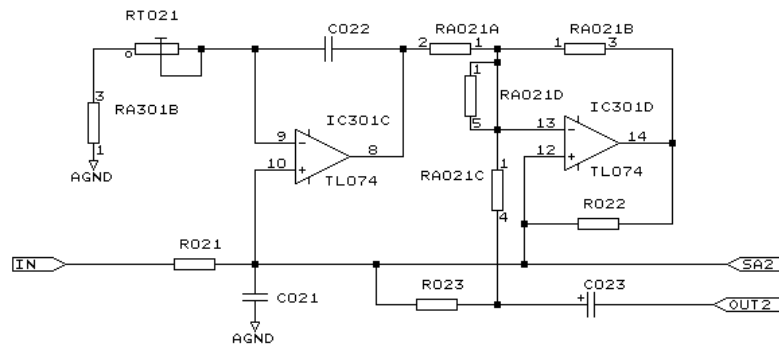 RT021
C022
RA021A
2
1
RA021B
1
3
3
RA301B
1
AGND
1
RA021D
5
IC301C
9
-
10
+
8
TL074
IC301D
13
-
12
+
14
TL074
1
RA021C
4
R022
IN
R021
SA2
C021
AGND
R023
+
C023
OUT2